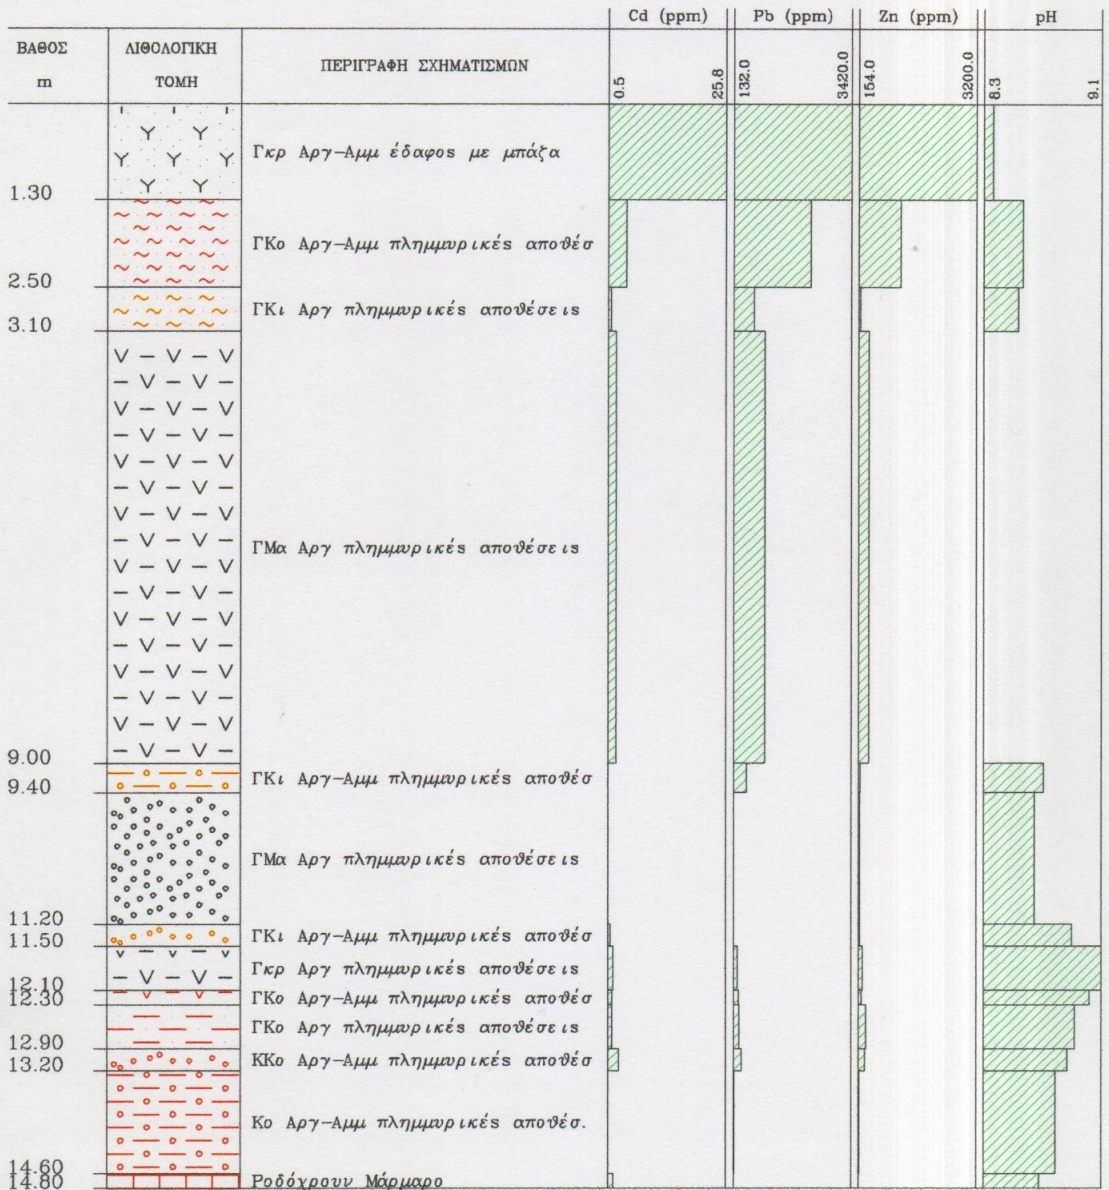 Cd (ppm) Pb (ppm) Zn (ppm) pH
ΒΑΘΟΣ ΛΙΘΟΛΟΓΙΚΗ ΠΕΡΙΓΡΑΦΗ ΣΧΗΜΑΤΙΣΜΩΝ
m ΤΟΜΗ
0.5 25.8 132.0 3420.0 154.0 3200.0 8.3 9.1
Γκρ Αργ-Αμμ έδαφος με μπάζα
1.30
ΓΚο Αργ-Αμμ πλημμυρικές αποθέσ
2.50
ΓΚι Αργ πλημμυρικές αποθέσεις
3.10
ΓΜα Αργ πλημμυρικές αποθέσεις
9.00
ΓΚι Αργ-Αμμ πλημμυρικές αποθέσ
9.40
ΓΜα Αργ πλημμυρικές αποθέσεις
11.20
ΓΚι Αργ-Αμμ πλημμυρικές αποθέσ
11.50
Γκρ Αργ πλημμυρικές αποθέσεις
12.10
ΓΚο Αργ-Αμμ πλημμυρικές αποθέσ
12.30
ΓΚο Αργ πλημμυρικές αποθέσεις
12.90
ΚΚο Αργ-Αμμ πλημμυρικές αποθέσ
13.20
Κο Αργ-Αμμ πλημμυρικές αποθέσ.
14.60
Ροδόχρουν Μάρμαρο
14.80